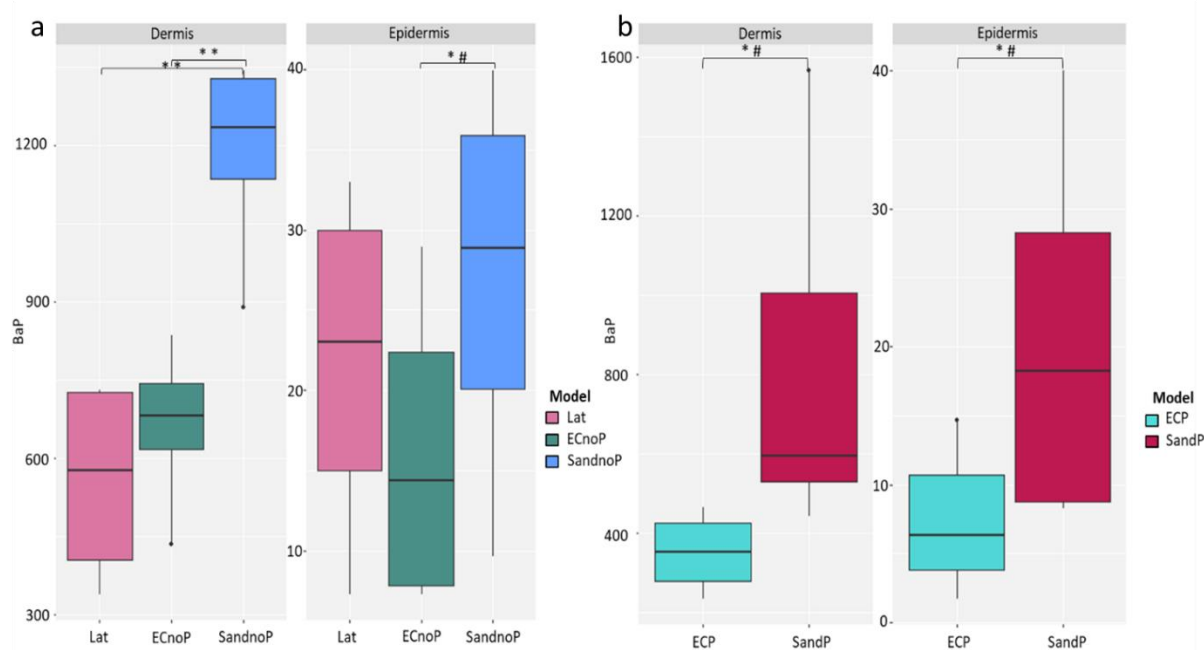 a
Dermis
Epidermis
* *
* *
* #
1200
900
600
300
BaP
40
30
20
10
Lat
ECnoP
SandnoP
Lat
ECnoP
SandnoP
Model
Lat
ECnoP
SandnoP
b
Dermis
Epidermis
* #
* #
1600
1200
800
400
BaP
40
30
20
10
0
ECP
SandP
ECP
SandP
Model
ECP
SandP